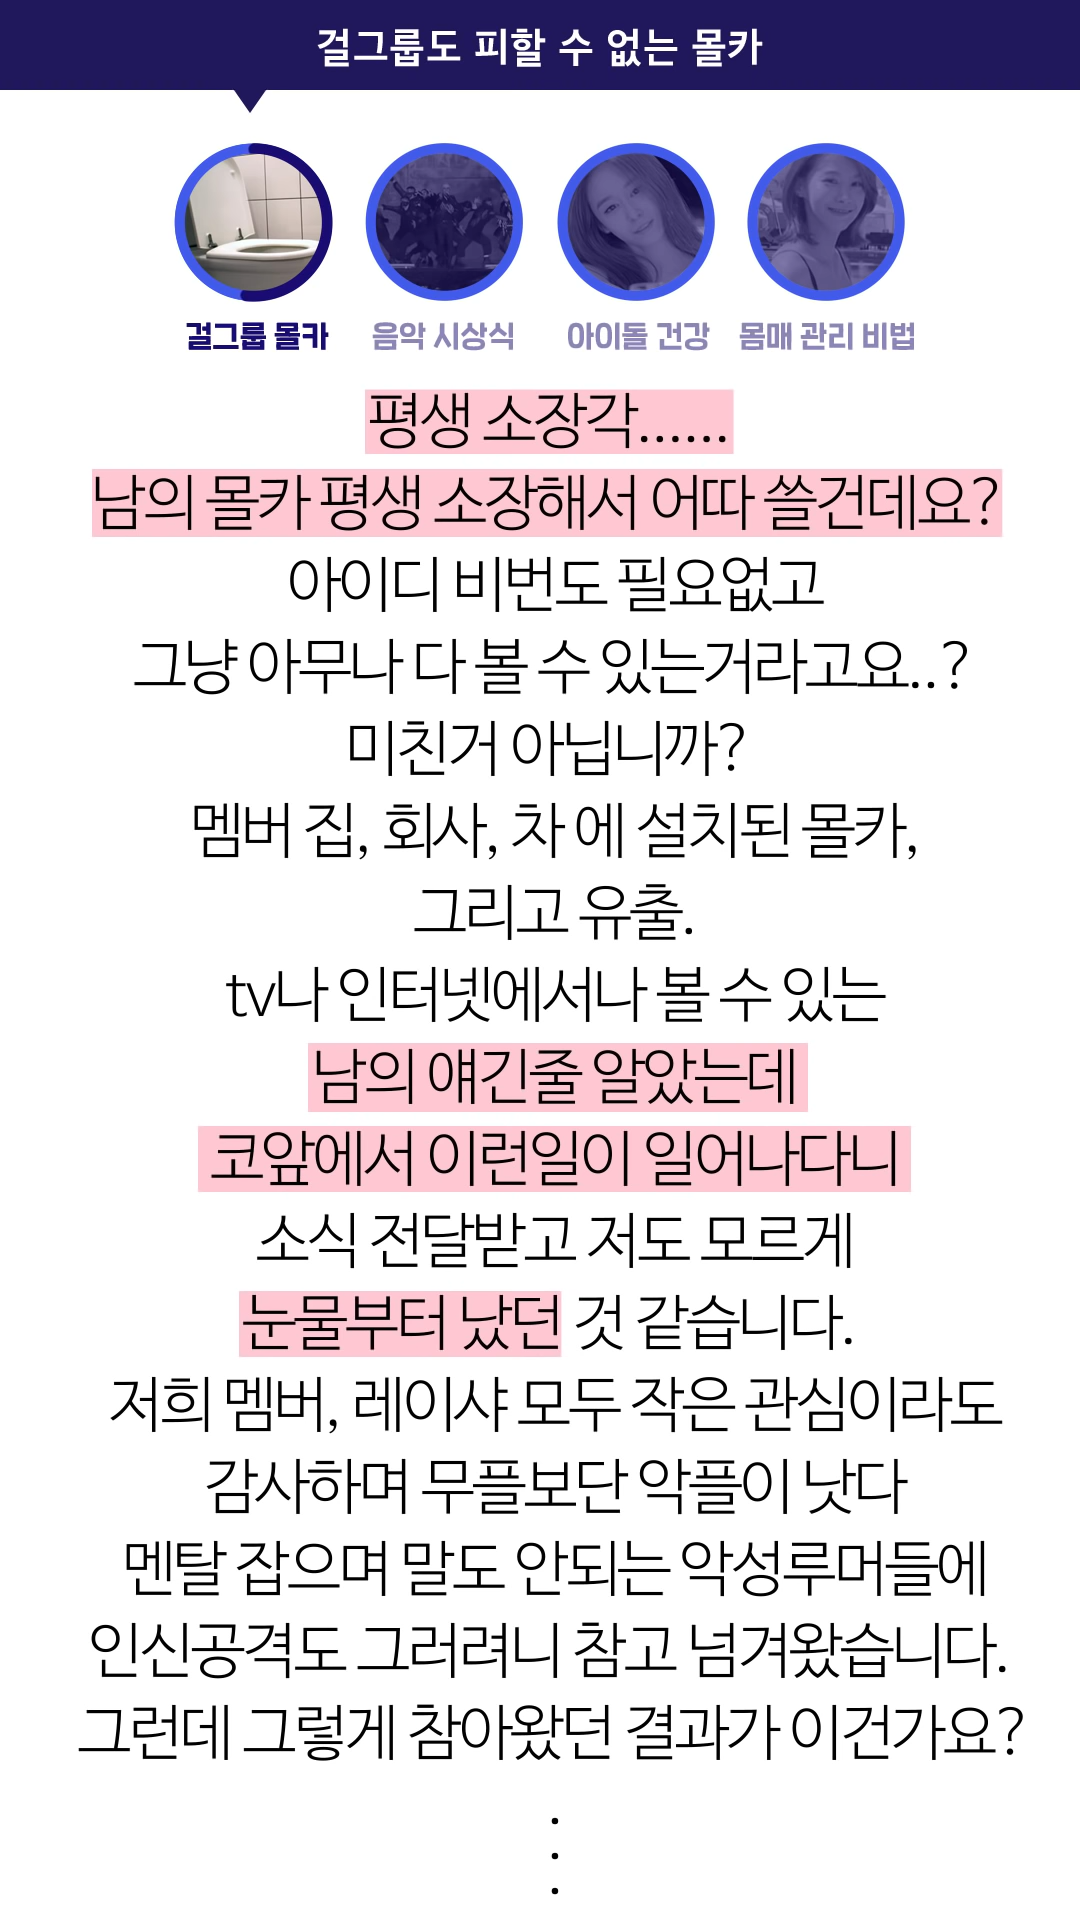 걸그룹도 피할 수 없는 몰카
걸그룹 몰카
음악 시상식
아이돌 건강
몸매 관리 비법
평생 소장각......
남의 몰카 평생 소장해서 어따 쓸건데요?
아이디 비번도 필요없고
그냥 아무나 다 볼 수 있는거라고요..?
미친거 아닙니까?
멤버 집, 회사, 차 에 설치된 몰카,
그리고 유출.
tv나 인터넷에서나 볼 수 있는
남의 얘긴줄 알았는데
코앞에서 이런일이 일어나다니
소식 전달받고 저도 모르게
눈물부터 났던 것 같습니다.
저희 멤버, 레이샤 모두 작은 관심이라도
감사하며 무플보단 악플이 낫다
멘탈 잡으며 말도 안되는 악성루머들에
인신공격도 그러려니 참고 넘겨왔습니다.
그런데 그렇게 참아왔던 결과가 이건가요?
.
.
.